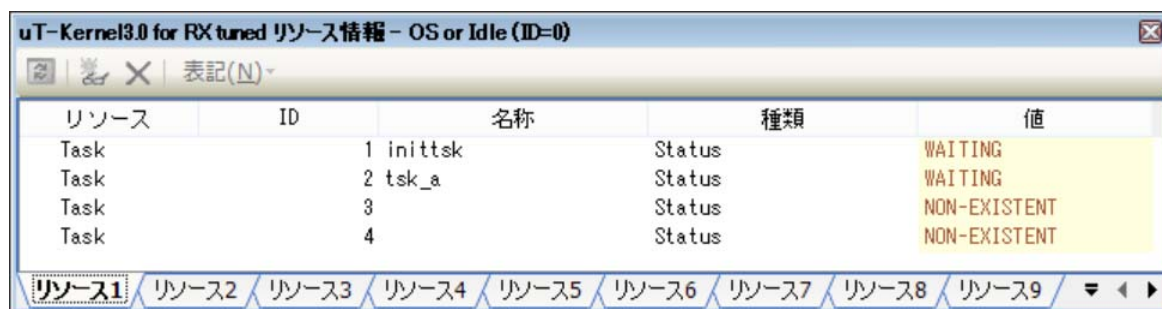 uT-Kernel3.0 for RX tuned リソース情報 - OS or Idle (ID=0)
表記(N)
リソース ID 名称 種類 値
Task 1 inittsk Status WAITING
Task 2 tsk_a Status WAITING
Task 3 Status NON-EXISTENT
Task 4 Status NON-EXISTENT
リソース1 リソース2 リソース3 リソース4 リソース5 リソース6 リソース7 リソース8 リソース9